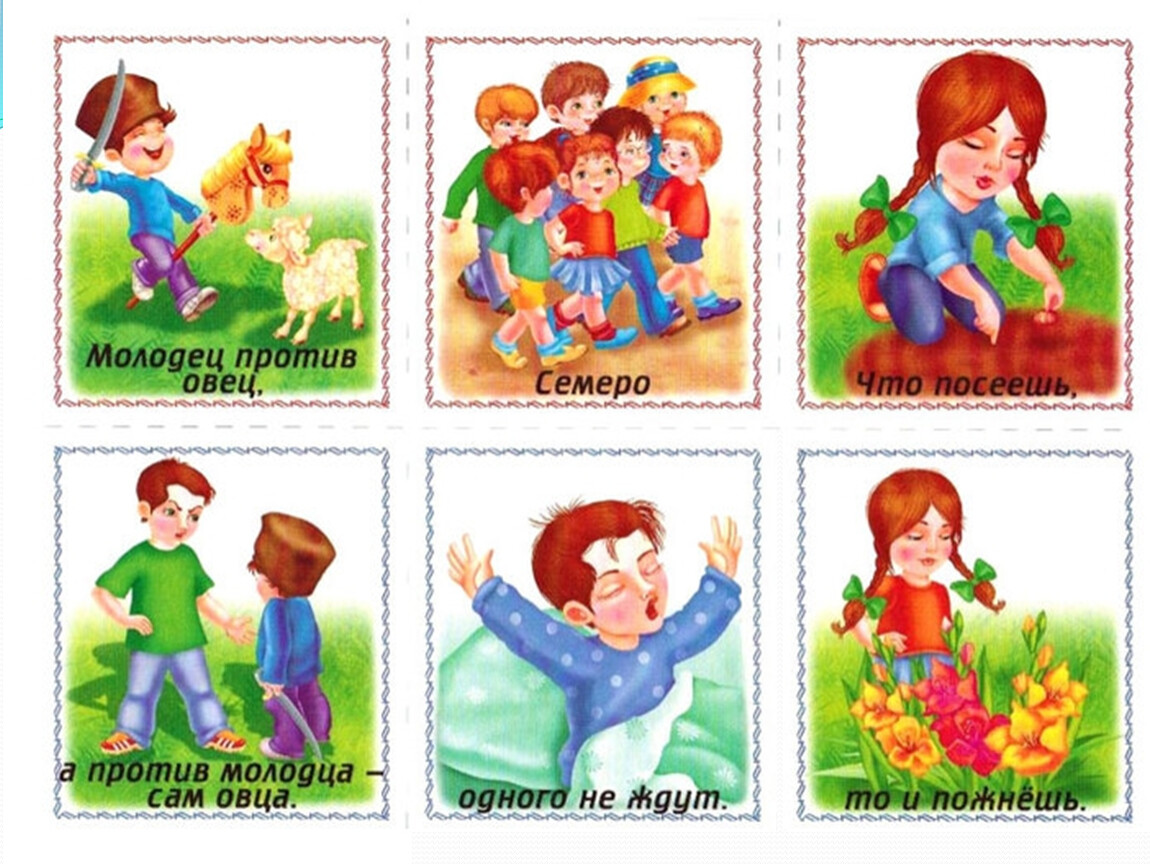 Молодец против
овец,
Семеро
Что посеешь,
а против молодца –
сам овца.
одного не ждут.
то и пожнёшь.